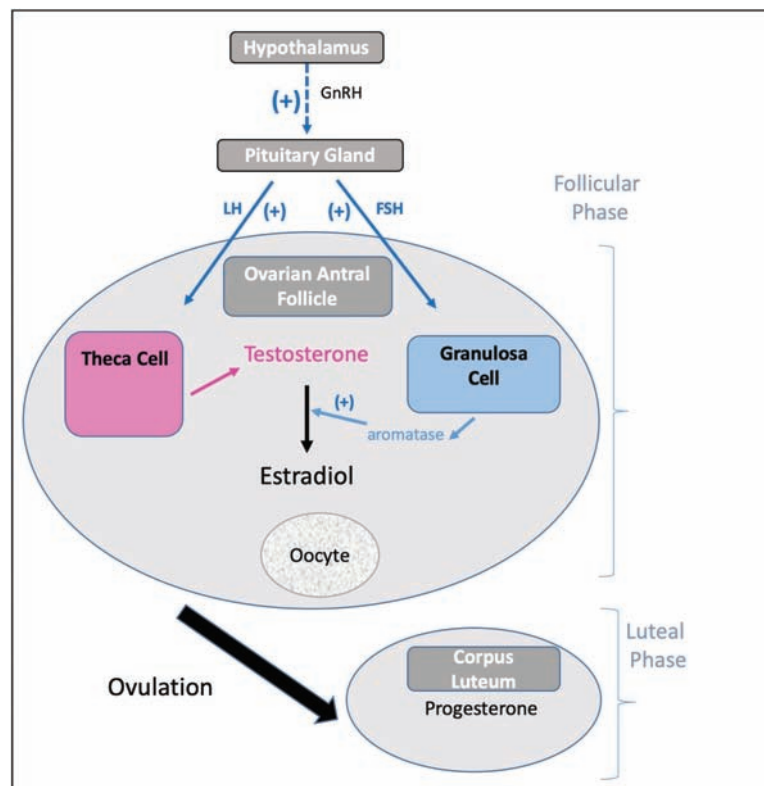 Hypothalamus
(+)
GnRH
Pituitary Gland
LH
(+)
(+)
FSH
Follicular
Phase
Ovarian Antral
Follicle
Theca Cell
Testosterone
Granulosa
Cell
(+)
aromatase
Estradiol
Oocyte
Ovulation
Corpus
Luteum
Progesterone
Luteal
Phase